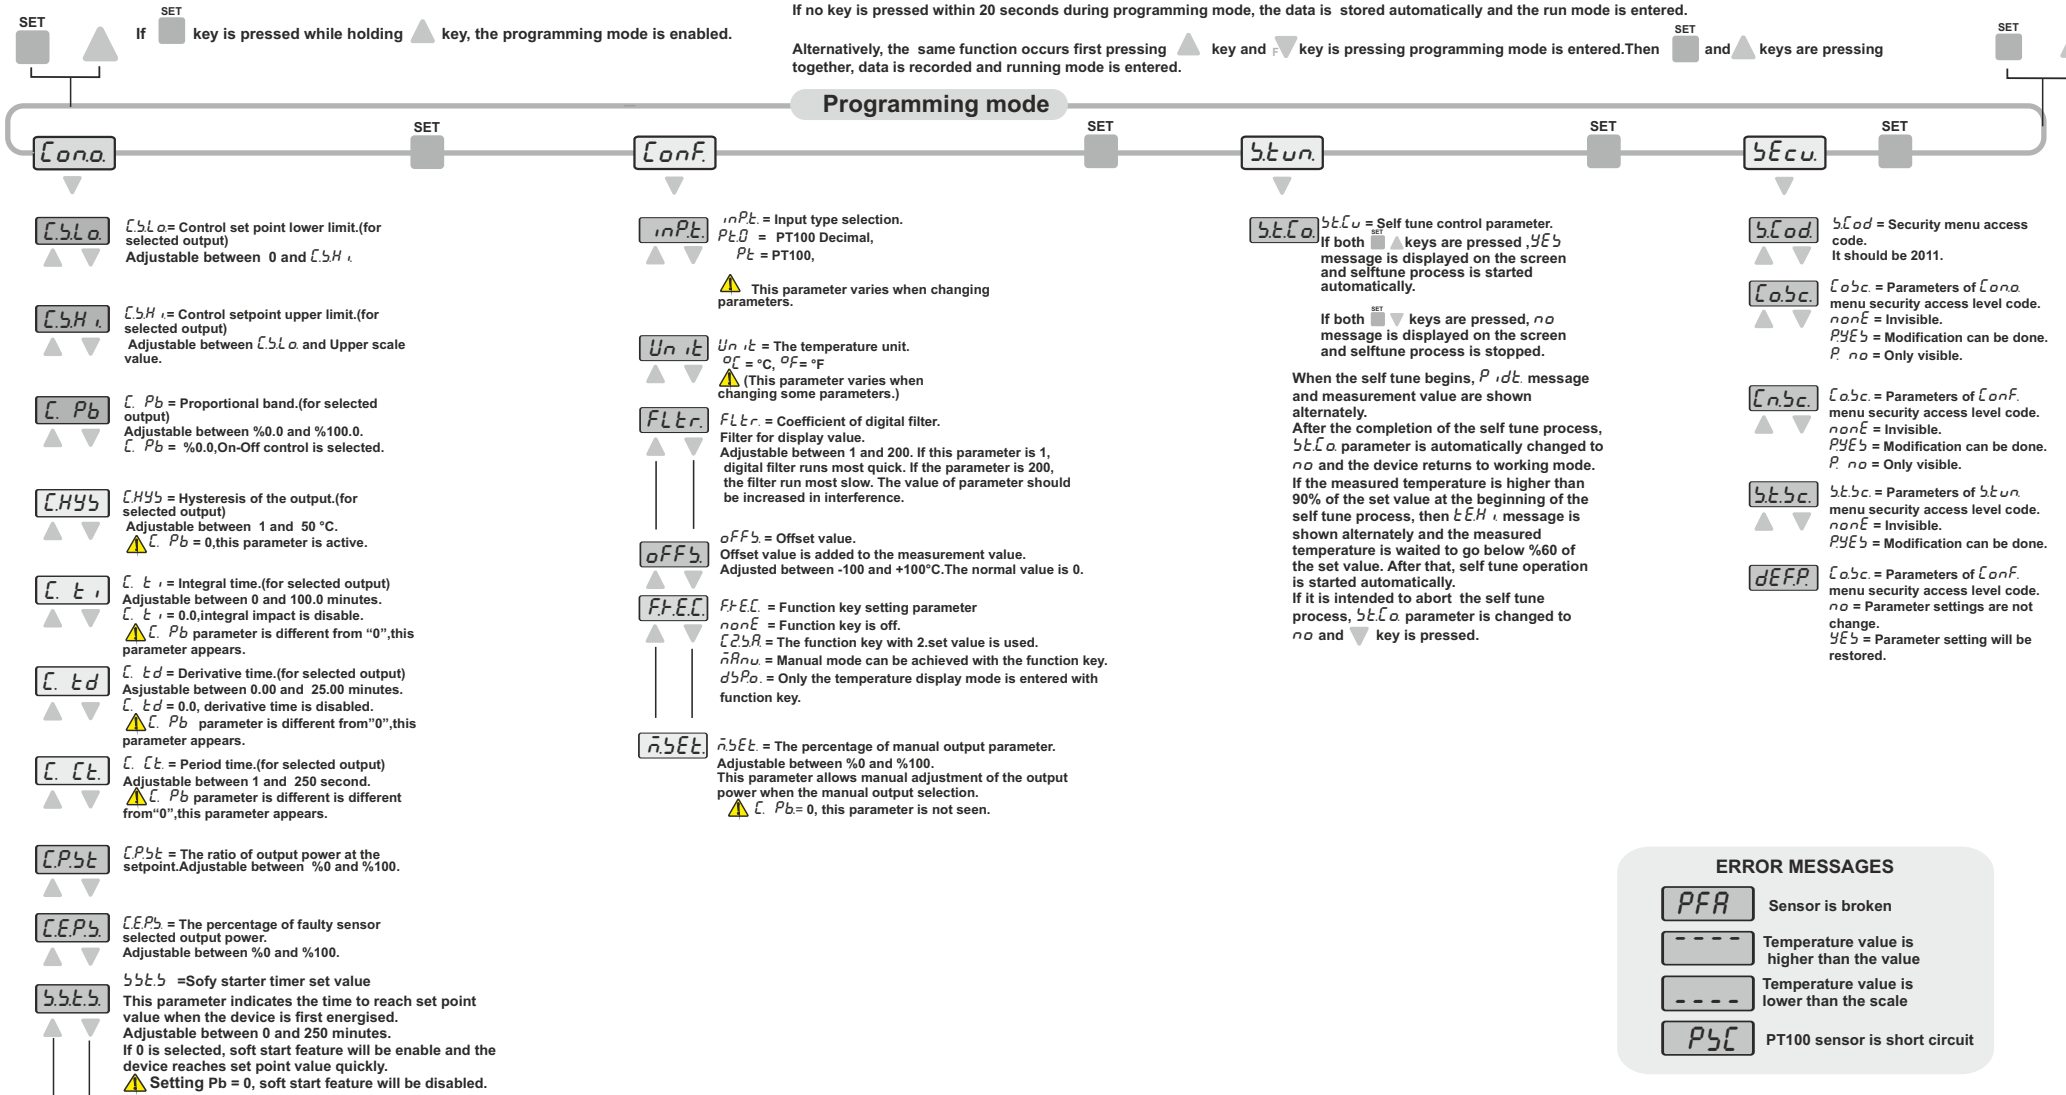 SET
If SET key is pressed while holding key, the programming mode is enabled.
If no key is pressed within 20 seconds during programming mode, the data is stored automatically and the run mode is entered.
Alternatively, the same function occurs first pressing key and F key is pressing programming mode is entered.Then SET and keys are pressing
together, data is recorded and running mode is entered.
SET
Programming mode
Con.o.
SET
ConF.
SET
S.tun.
SET
SEcu.
SET
C.S.Lo.
C.S.Lo.= Control set point lower limit.(for
selected output)
Adjustable between 0 and C.S.Hi.
C.S.Hi.
C.S.Hi.= Control setpoint upper limit.(for
selected output)
Adjustable between C.S.Lo. and Upper scale
value.
C. Pb
C. Pb = Proportional band.(for selected
output)
Adjustable between %0.0 and %100.0.
C. Pb = %0.0,On-Off control is selected.
C.HYS
C.HYS = Hysteresis of the output.(for
selected output)
Adjustable between 1 and 50 °C.
C. Pb = 0,this parameter is active.
C. ti
C. ti = Integral time.(for selected output)
Adjustable between 0 and 100.0 minutes.
C. ti = 0.0,integral impact is disable.
C. Pb parameter is different from “0”,this
parameter appears.
C. td
C. td = Derivative time.(for selected output)
Asjustable between 0.00 and 25.00 minutes.
C. td = 0.0, derivative time is disabled.
C. Pb parameter is different from”0”,this
parameter appears.
C. Ct.
C. Ct. = Period time.(for selected output)
Adjustable between 1 and 250 second.
C. Pb parameter is different is different
from“0”,this parameter appears.
C.P.St
C.P.St = The ratio of output power at the
setpoint.Adjustable between %0 and %100.
C.E.P.S.
C.E.P.S. = The percentage of faulty sensor
selected output power.
Adjustable between %0 and %100.
S.S.t.S.
SSt.S =Sofy starter timer set value
This parameter indicates the time to reach set point
value when the device is first energised.
Adjustable between 0 and 250 minutes.
If 0 is selected, soft start feature will be enable and the
device reaches set point value quickly.
Setting Pb = 0, soft start feature will be disabled.
inP.t.
inP.t. = Input type selection.
Pt.0 = PT100 Decimal,
Pt = PT100,
This parameter varies when changing
parameters.
Unit
Unit = The temperature unit.
°C = °C, °F= °F
(This parameter varies when
changing some parameters.)
FLtr.
FLtr. = Coefficient of digital filter.
Filter for display value.
Adjustable between 1 and 200. If this parameter is 1,
digital filter runs most quick. If the parameter is 200,
the filter run most slow. The value of parameter should
be increased in interference.
oFFS.
oFFS. = Offset value.
Offset value is added to the measurement value.
Adjusted between -100 and +100°C.The normal value is 0.
F.t.E.C.
F.t.E.C. = Function key setting parameter
nonE = Function key is off.
C2.S.A. = The function key with 2.set value is used.
mAnu. = Manual mode can be achieved with the function key.
dSP.o. = Only the temperature display mode is entered with
function key.
m.SEt.
m.SEt. = The percentage of manual output parameter.
Adjustable between %0 and %100.
This parameter allows manual adjustment of the output
power when the manual output selection.
C. Pb.= 0, this parameter is not seen.
S.t.Co.
St.Cu = Self tune control parameter.
If both SET keys are pressed ,YES
message is displayed on the screen
and selftune process is started
automatically.
If both SET keys are pressed, no
message is displayed on the screen
and selftune process is stopped.
When the self tune begins, Pidt. message
and measurement value are shown
alternately.
After the completion of the self tune process,
St.Co. parameter is automatically changed to
no and the device returns to working mode.
If the measured temperature is higher than
90% of the set value at the beginning of the
self tune process, then tE.Hi. message is
shown alternately and the measured
temperature is waited to go below %60 of
the set value. After that, self tune operation
is started automatically.
If it is intended to abort the self tune
process, St.Co. parameter is changed to
no and key is pressed.
S.Cod.
S.Cod = Security menu access
code.
It should be 2011.
Co.Sc.
Co.Sc. = Parameters of Con.o.
menu security access level code.
nonE = Invisible.
P.YES = Modification can be done.
P. no = Only visible.
Cn.Sc.
Co.Sc. = Parameters of ConF.
menu security access level code.
nonE = Invisible.
P.YES = Modification can be done.
P. no = Only visible.
S.t.Sc.
S.t.Sc. = Parameters of S.tun.
menu security access level code.
nonE = Invisible.
P.YES = Modification can be done.
dEF.P.
Co.Sc. = Parameters of ConF.
menu security access level code.
no = Parameter settings are not
change.
YES = Parameter setting will be
restored.
ERROR MESSAGES
PFA Sensor is broken
---- Temperature value is
higher than the value
---- Temperature value is
lower than the scale
PSC PT100 sensor is short circuit